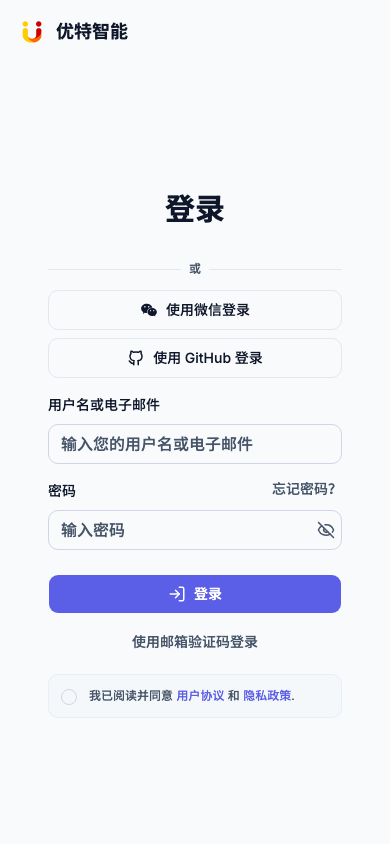 优特智能
登录
或
使用微信登录
使用 GitHub 登录
用户名或电子邮件
输入您的用户名或电子邮件
密码
忘记密码?
输入密码
登录
使用邮箱验证码登录
我已阅读并同意 用户协议 和 隐私政策.